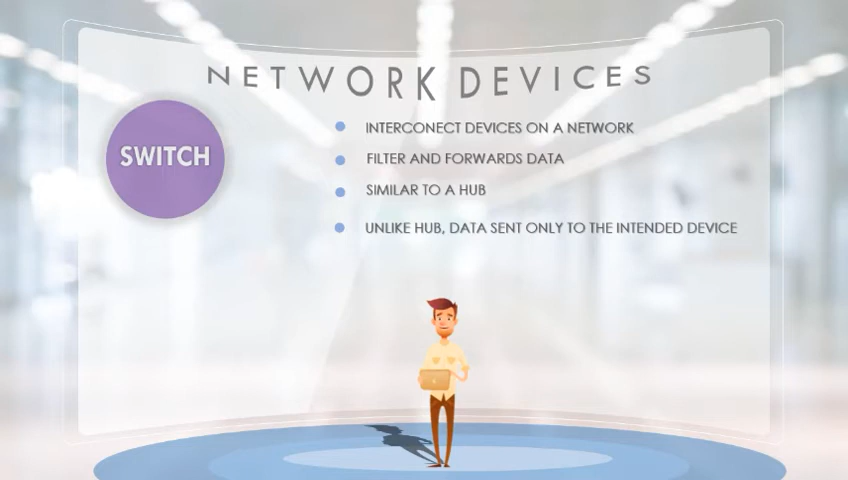 NETWORK DEVICES
SWITCH
INTERCONECT DEVICES ON A NETWORK
FILTER AND FORWARDS DATA
SIMILAR TO A HUB
UNLIKE HUB, DATA SENT ONLY TO THE INTENDED DEVICE